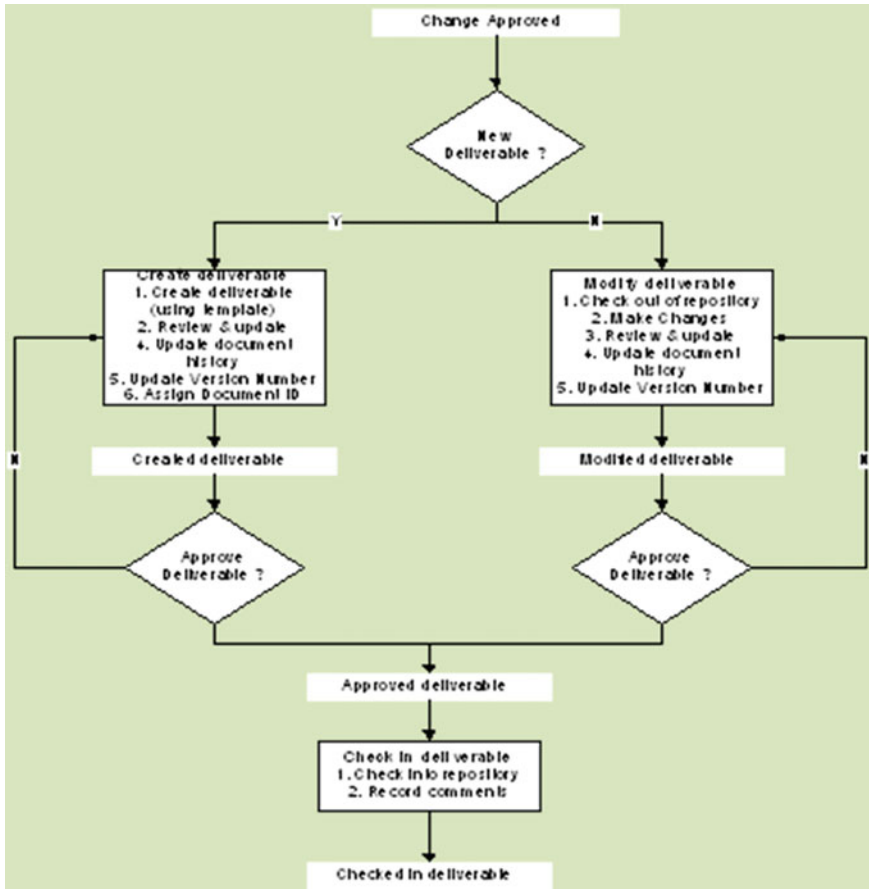 Change Approved
New
Deliverable ?
Y
N
Create deliverable
1. Create deliverable
(using template)
2. Review & update
4. Update document
history
5. Update Version Number
6. Assign Document ID
Modify deliverable
1. Check out of repository
2. Make Changes
3. Review & update
4. Update document
history
5. Update Version Number
N
Created deliverable
Modified deliverable
N
Approve
Deliverable ?
Approve
Deliverable ?
Approved deliverable
Check in deliverable
1. Check into repository
2. Record comments
Checked in deliverable